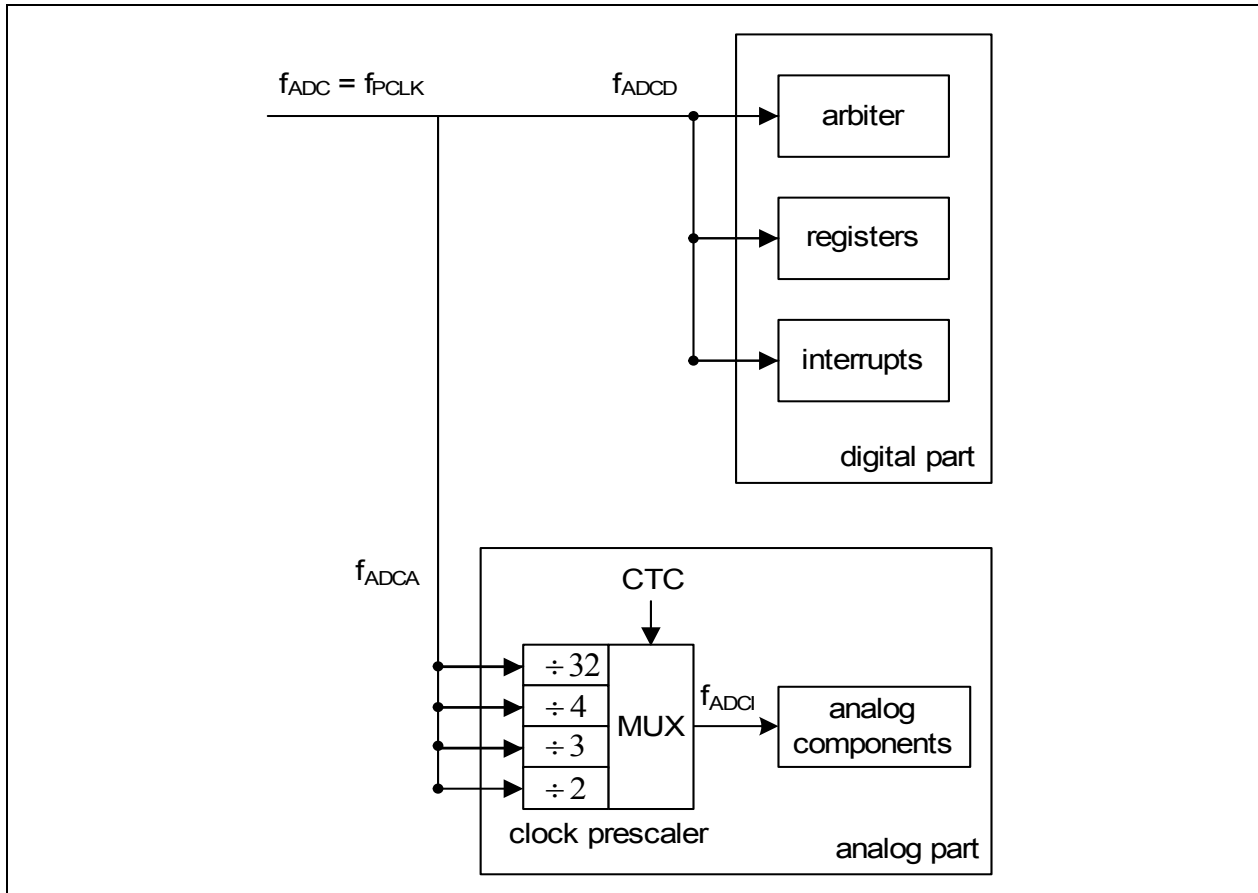 fADC = fPCLK
fADCD
arbiter
registers
interrupts
digital part
fADCA
CTC
÷32
÷4
÷3
÷2
MUX
fADCI
analog
components
clock prescaler
analog part